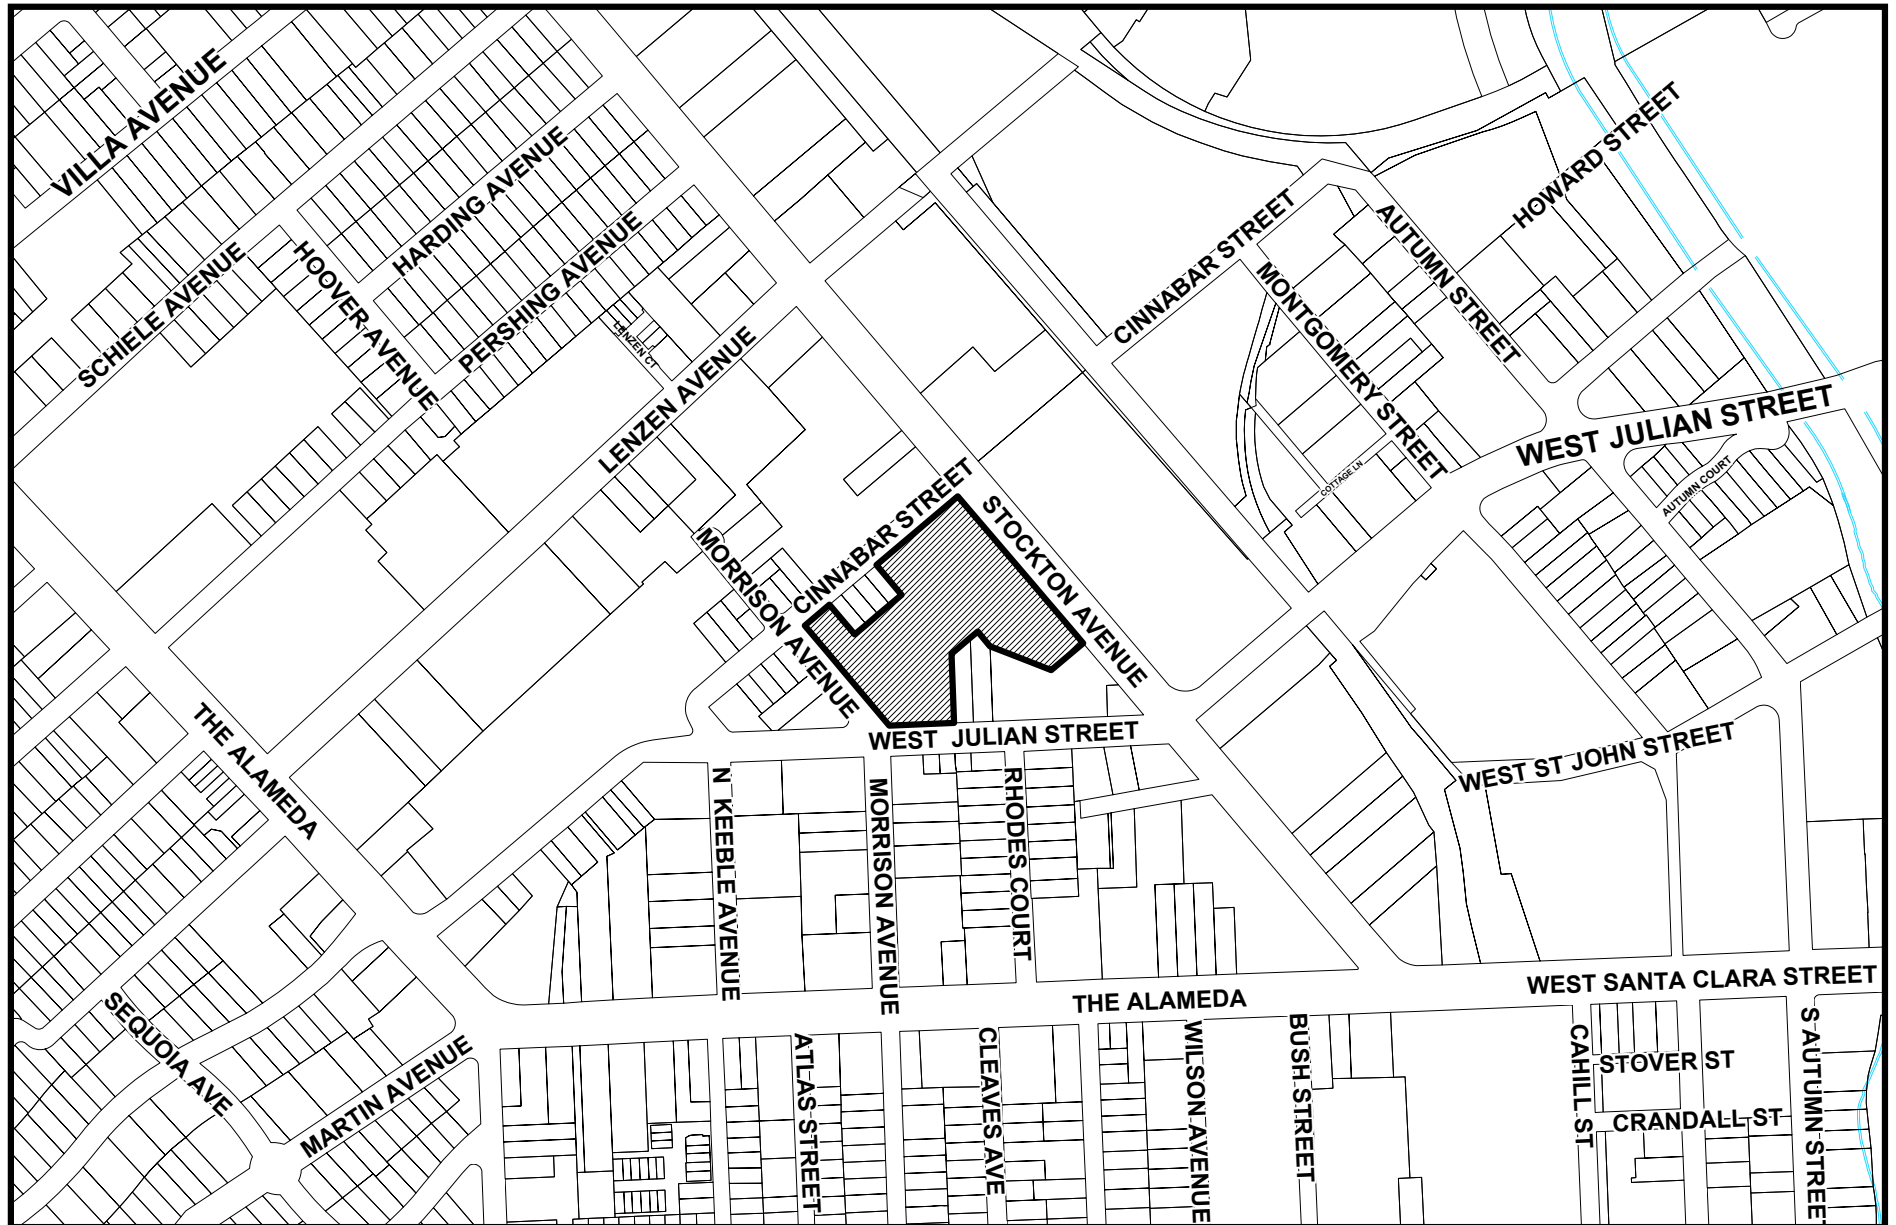 VILLA AVENUE
HOWARD STREET
HARDING AVENUE
SCHIELE AVENUE
HOOVER AVENUE
PERSHING AVENUE
CINNABAR STREET
AUTUMN STREET
MONTGOMERY STREET
LENZEN CT
LENZEN AVENUE
WEST JULIAN STREET
COTTAGE LN
AUTUMN COURT
CINNABAR STREET
STOCKTON AVENUE
MORRISON AVENUE
THE ALAMEDA
WEST JULIAN STREET
WEST ST JOHN STREET
N KEEBLE AVENUE
MORRISON AVENUE
RHODES COURT
THE ALAMEDA
WEST SANTA CLARA STREET
SEQUOIA AVE
MARTIN AVENUE
ATLAS STREET
CLEAVES AVE
WILSON AVENUE
BUSH STREET
CAHILL ST
STOVER ST
CRANDALL ST
S AUTUMN STREET